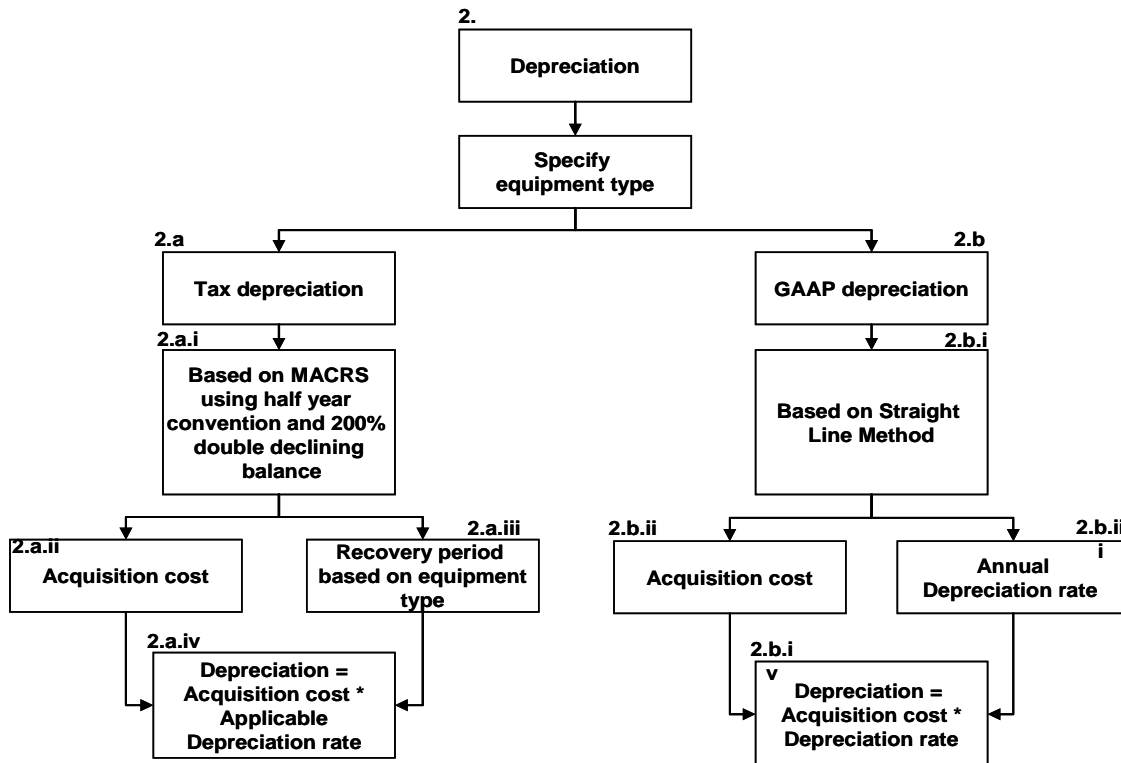 2.
Depreciation
Specify
equipment type
2.a
2.b
Tax depreciation
GAAP depreciation
2.a.i
2.b.i
Based on MACRS
using half year
convention and 200%
double declining
balance
Based on Straight
Line Method
2.a.ii
Acquisition cost
2.a.iii
Recovery period
based on equipment
type
2.b.ii
Acquisition cost
2.b.ii
i
Annual
Depreciation rate
2.a.iv
Depreciation =
Acquisition cost *
Applicable
Depreciation rate
2.b.i
v
Depreciation =
Acquisition cost *
Depreciation rate